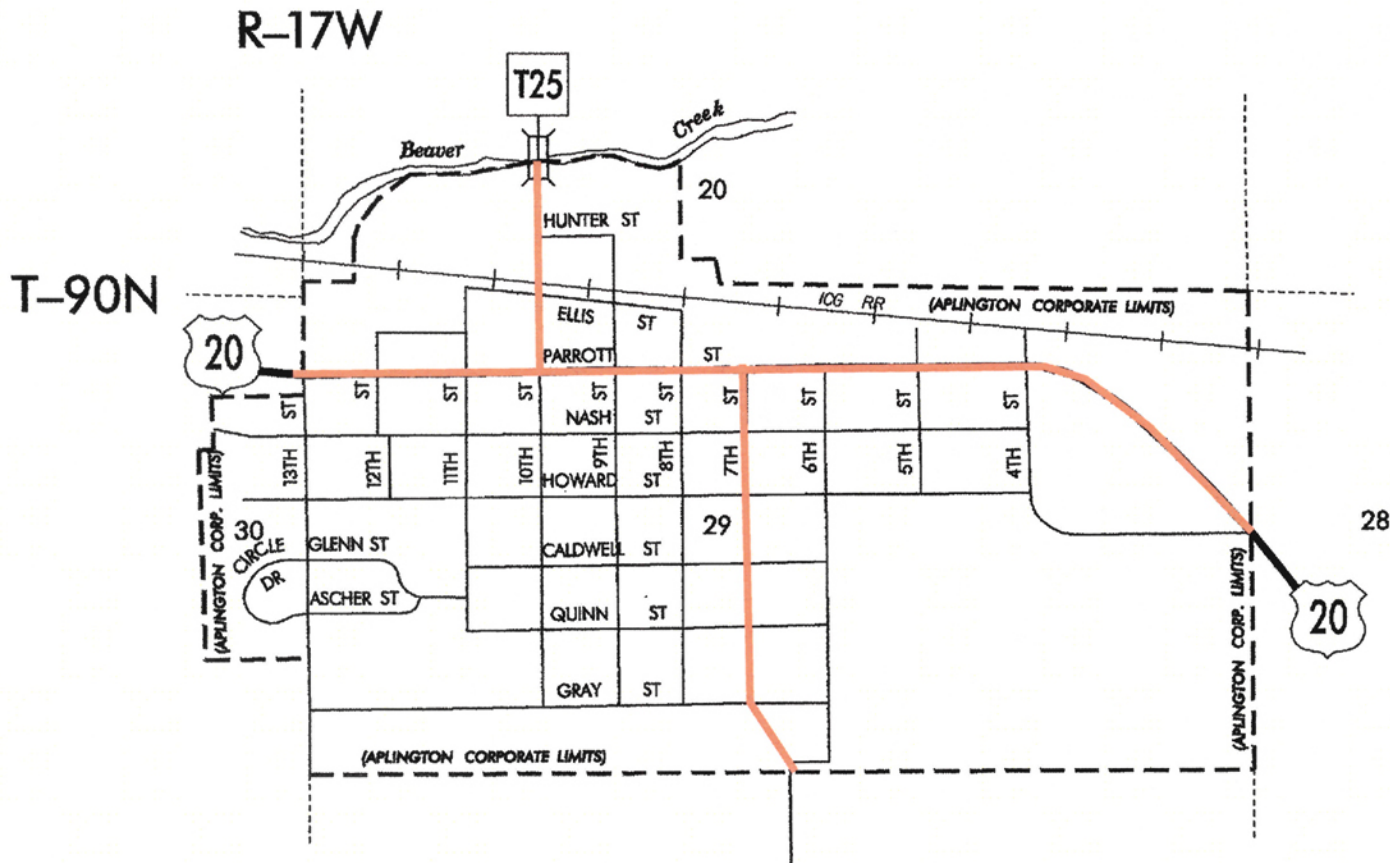 R–17W
T25
Beaver Creek
20
HUNTER ST
T–90N
ICG RR
(APLINGTON CORPORATE LIMITS)
ELLIS ST
PARROTT ST
20
ST
ST
ST
ST
ST
ST
ST
ST
ST
ST
NASH ST
13TH
12TH
11TH
10TH
9TH
8TH
7TH
6TH
5TH
4TH
HOWARD ST
(APLINGTON CORP. LIMITS)
30
29
28
CIRCLE DR
GLENN ST
CALDWELL ST
ASCHER ST
QUINN ST
20
(APLINGTON CORP. LIMITS)
GRAY ST
(APLINGTON CORPORATE LIMITS)